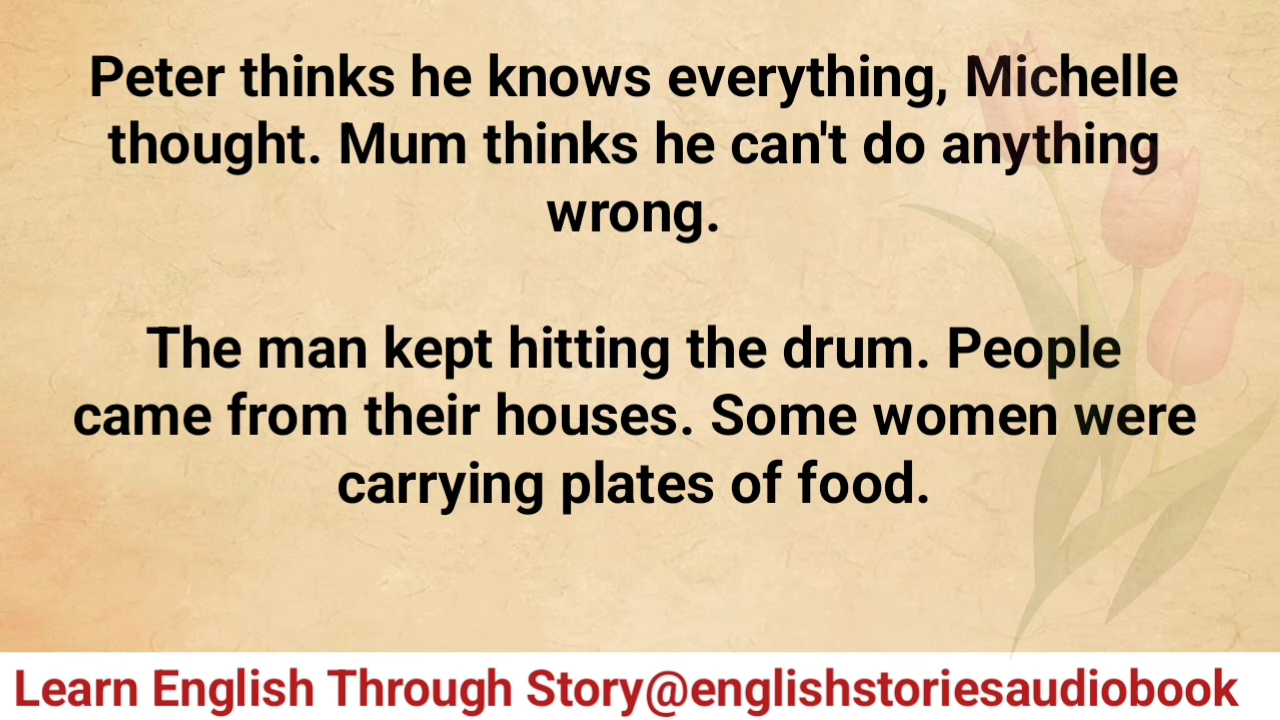 Peter thinks he knows everything, Michelle
thought. Mum thinks he can't do anything
wrong.
The man kept hitting the drum. People
came from their houses. Some women were
carrying plates of food.
Learn English Through Story@englishstoriesaudiobook